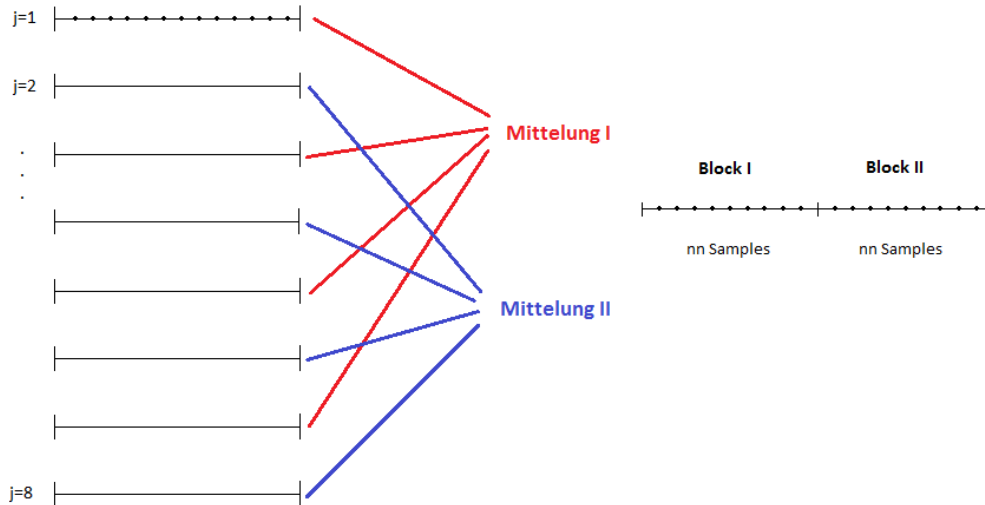 j=1
j=2
.
.
.
j=8
Mittelung I
Mittelung II
Block I
Block II
nn Samples
nn Samples